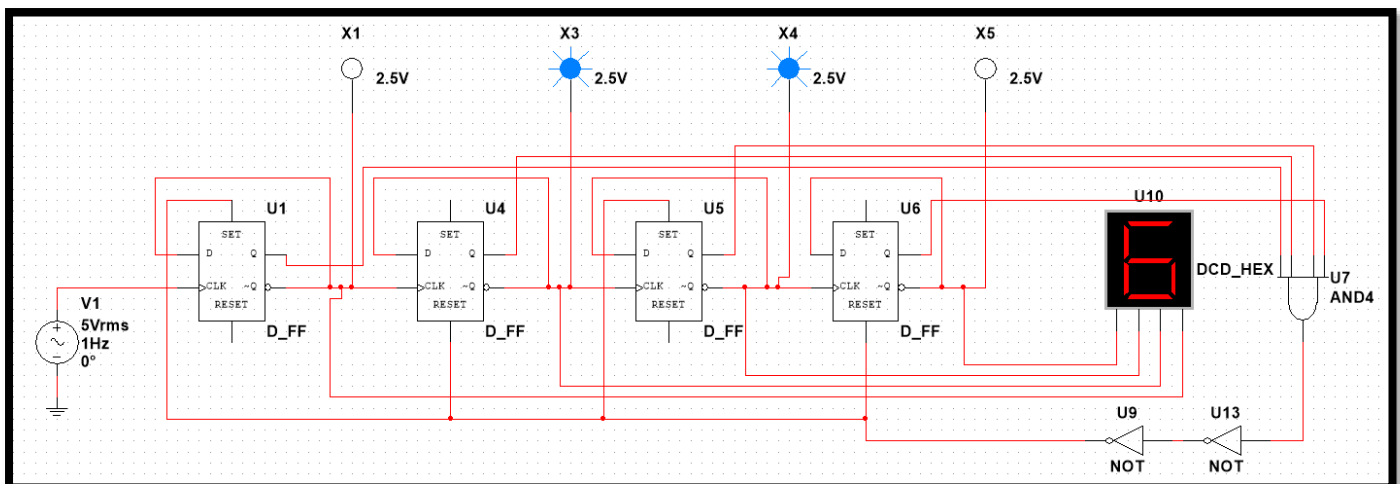 X1
2.5V
X3
2.5V
X4
2.5V
X5
2.5V
U1
SET
D
Q
CLK
~Q
RESET
D_FF
U4
SET
D
Q
CLK
~Q
RESET
D_FF
U5
SET
D
Q
CLK
~Q
RESET
D_FF
U6
SET
D
Q
CLK
~Q
RESET
D_FF
U10
6
DCD_HEX
U7
AND4
V1
5Vrms
1Hz
0°
U9
NOT
U13
NOT